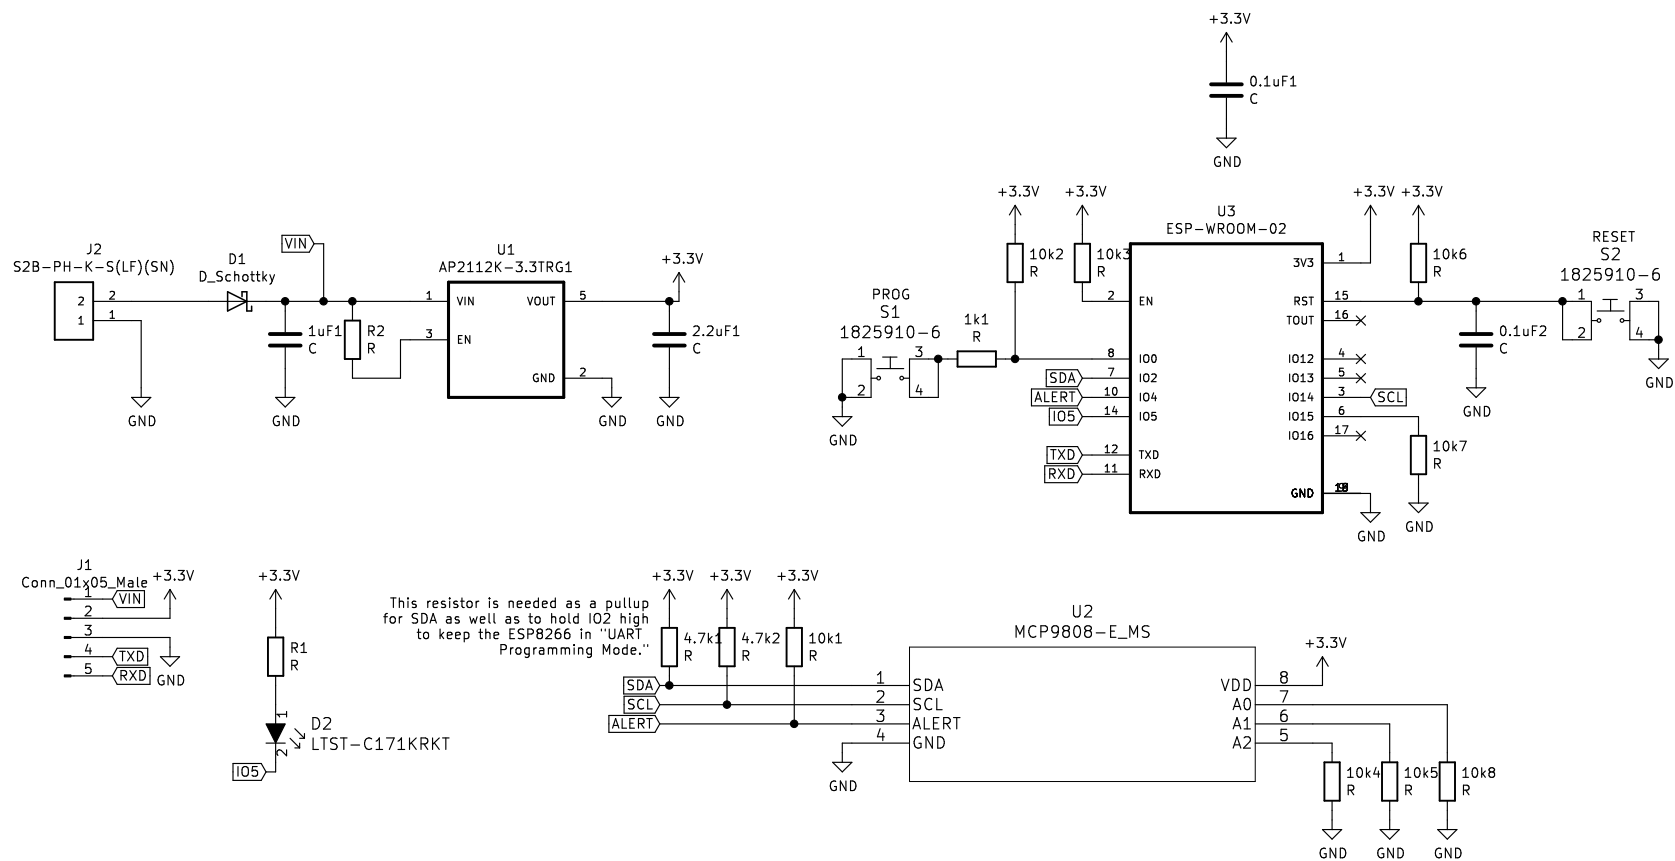 +3.3V
0.1uF1
C
GND
J2
S2B-PH-K-S(LF)(SN)
2
1
2
1
GND
D1
D_Schottky
VIN
1uF1
C
GND
R2
R
U1
AP2112K-3.3TRG1
1
VIN
3
EN
VOUT
5
GND
2
GND
+3.3V
2.2uF1
C
GND
PROG
S1
1825910-6
1
2
3
4
GND
1k1
R
+3.3V
10k2
R
+3.3V
10k3
R
U3
ESP-WROOM-02
2
EN
8
IO0
SDA
7
IO2
ALERT
10
IO4
IO5
14
IO5
TXD
12
TXD
RXD
11
RXD
3V3
1
RST
15
TOUT
16
IO12
4
IO13
5
IO14
3
SCL
IO15
6
IO16
17
GND
GND
+3.3V
+3.3V
10k6
R
0.1uF2
C
GND
10k7
R
GND
RESET
S2
1825910-6
1
2
3
4
GND
J1
Conn_01x05_Male
1
VIN
2
+3.3V
3
GND
4
TXD
5
RXD
+3.3V
R1
R
1
2
D2
LTST-C171KRKT
IO5
This resistor is needed as a pullup
for SDA as well as to hold IO2 high
to keep the ESP8266 in "UART
Programming Mode."
+3.3V
+3.3V
+3.3V
4.7k1
R
4.7k2
R
10k1
R
SDA
SCL
ALERT
GND
U2
MCP9808-E_MS
1
SDA
2
SCL
3
ALERT
4
GND
VDD
8
A0
7
A1
6
A2
5
+3.3V
10k4
R
10k5
R
10k8
R
GND
GND
GND